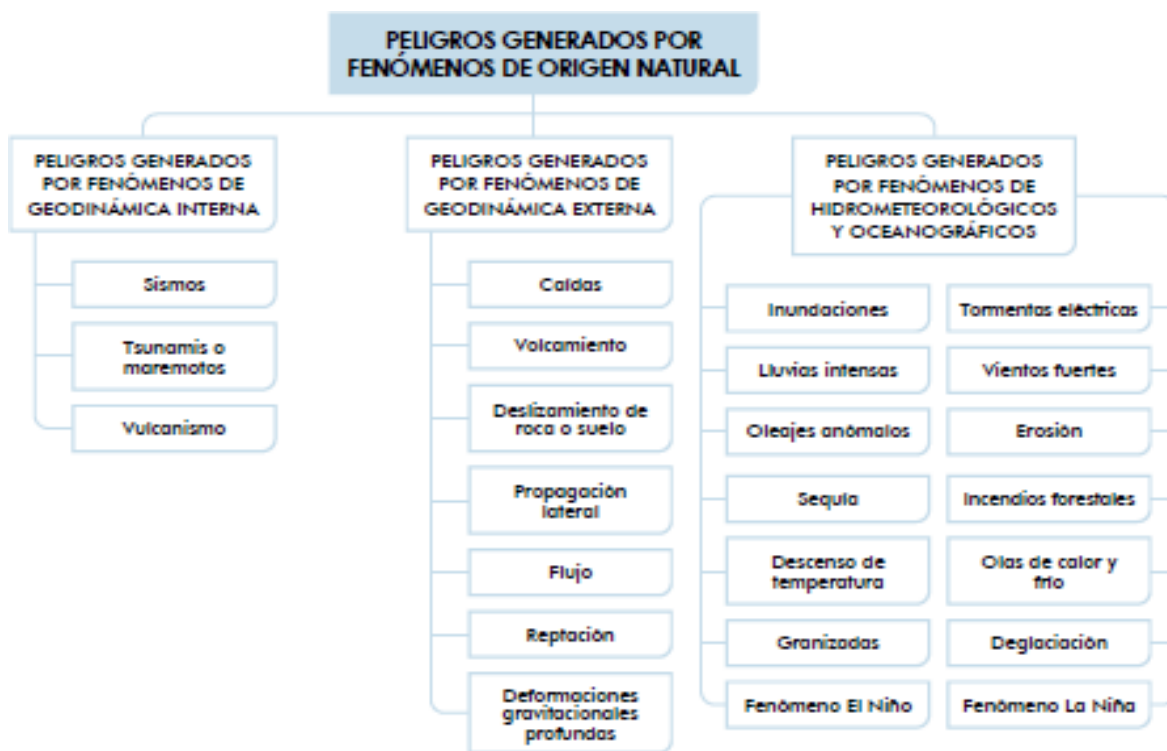 PELIGROS GENERADOS POR
FENÓMENOS DE ORIGEN NATURAL
PELIGROS GENERADOS
POR FENÓMENOS DE
GEODINÁMICA INTERNA
Sismos
Tsunamis o
maremotos
Vulcanismo
PELIGROS GENERADOS
POR FENÓMENOS DE
GEODINÁMICA EXTERNA
Caídas
Volcamiento
Deslizamiento de
roca o suelo
Propagación
lateral
Flujo
Reptación
Deformaciones
gravitacionales
profundas
PELIGROS GENERADOS
POR FENÓMENOS DE
HIDROMETEOROLÓGICOS
Y OCEANOGRÁFICOS
Inundaciones
Lluvias intensas
Oleajes anómalos
Sequía
Descenso de
temperatura
Granizadas
Fenómeno El Niño
Tormentas eléctricas
Vientos fuertes
Erosión
Incendios forestales
Olas de calor y
frío
Deglaciación
Fenómeno La Niña